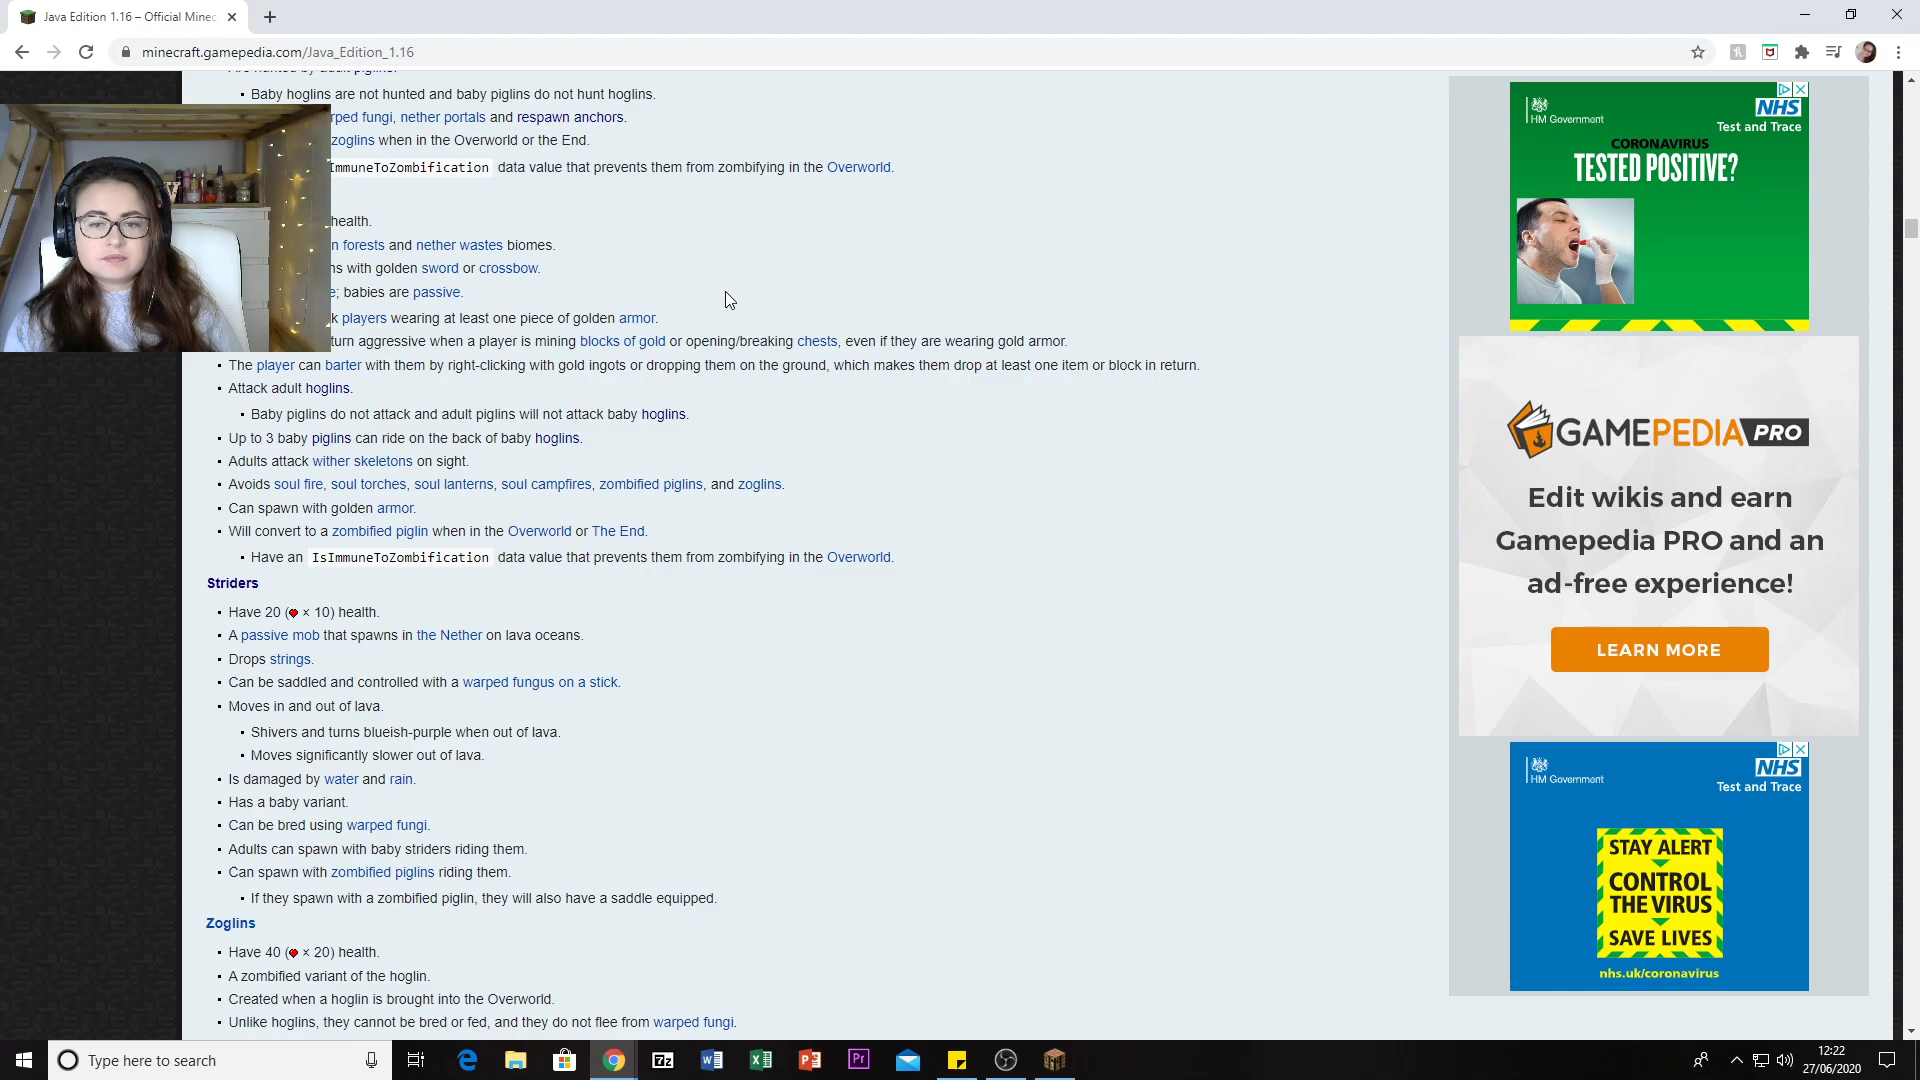 Java Edition 1.16 – Official Minec
minecraft.gamepedia.com/Java_Edition_1.16
Baby hoglins are not hunted and baby piglins do not hunt hoglins.
rped fungi, nether portals and respawn anchors.
zoglins when in the Overworld or the End.
ImmuneToZombification data value that prevents them from zombifying in the Overworld.
health.
n forests and nether wastes biomes.
ns with golden sword or crossbow.
e; babies are passive.
k players wearing at least one piece of golden armor.
turn aggressive when a player is mining blocks of gold or opening/breaking chests, even if they are wearing gold armor.
The player can barter with them by right-clicking with gold ingots or dropping them on the ground, which makes them drop at least one item or block in return.
Attack adult hoglins.
Baby piglins do not attack and adult piglins will not attack baby hoglins.
Up to 3 baby piglins can ride on the back of baby hoglins.
Adults attack wither skeletons on sight.
Avoids soul fire, soul torches, soul lanterns, soul campfires, zombified piglins, and zoglins.
Can spawn with golden armor.
Will convert to a zombified piglin when in the Overworld or The End.
Have an IsImmuneToZombification data value that prevents them from zombifying in the Overworld.
Striders
Have 20 (♥ × 10) health.
A passive mob that spawns in the Nether on lava oceans.
Drops strings.
Can be saddled and controlled with a warped fungus on a stick.
Moves in and out of lava.
Shivers and turns blueish-purple when out of lava.
Moves significantly slower out of lava.
Is damaged by water and rain.
Has a baby variant.
Can be bred using warped fungi.
Adults can spawn with baby striders riding them.
Can spawn with zombified piglins riding them.
If they spawn with a zombified piglin, they will also have a saddle equipped.
Zoglins
Have 40 (♥ × 20) health.
A zombified variant of the hoglin.
Created when a hoglin is brought into the Overworld.
Unlike hoglins, they cannot be bred or fed, and they do not flee from warped fungi.
HM Government
NHS
Test and Trace
CORONAVIRUS
TESTED POSITIVE?
GAMEPEDIA PRO
Edit wikis and earn
Gamepedia PRO and an
ad-free experience!
LEARN MORE
HM Government
NHS
Test and Trace
STAY ALERT
CONTROL
THE VIRUS
SAVE LIVES
nhs.uk/coronavirus
Type here to search
7z
Pr
12:22
27/06/2020